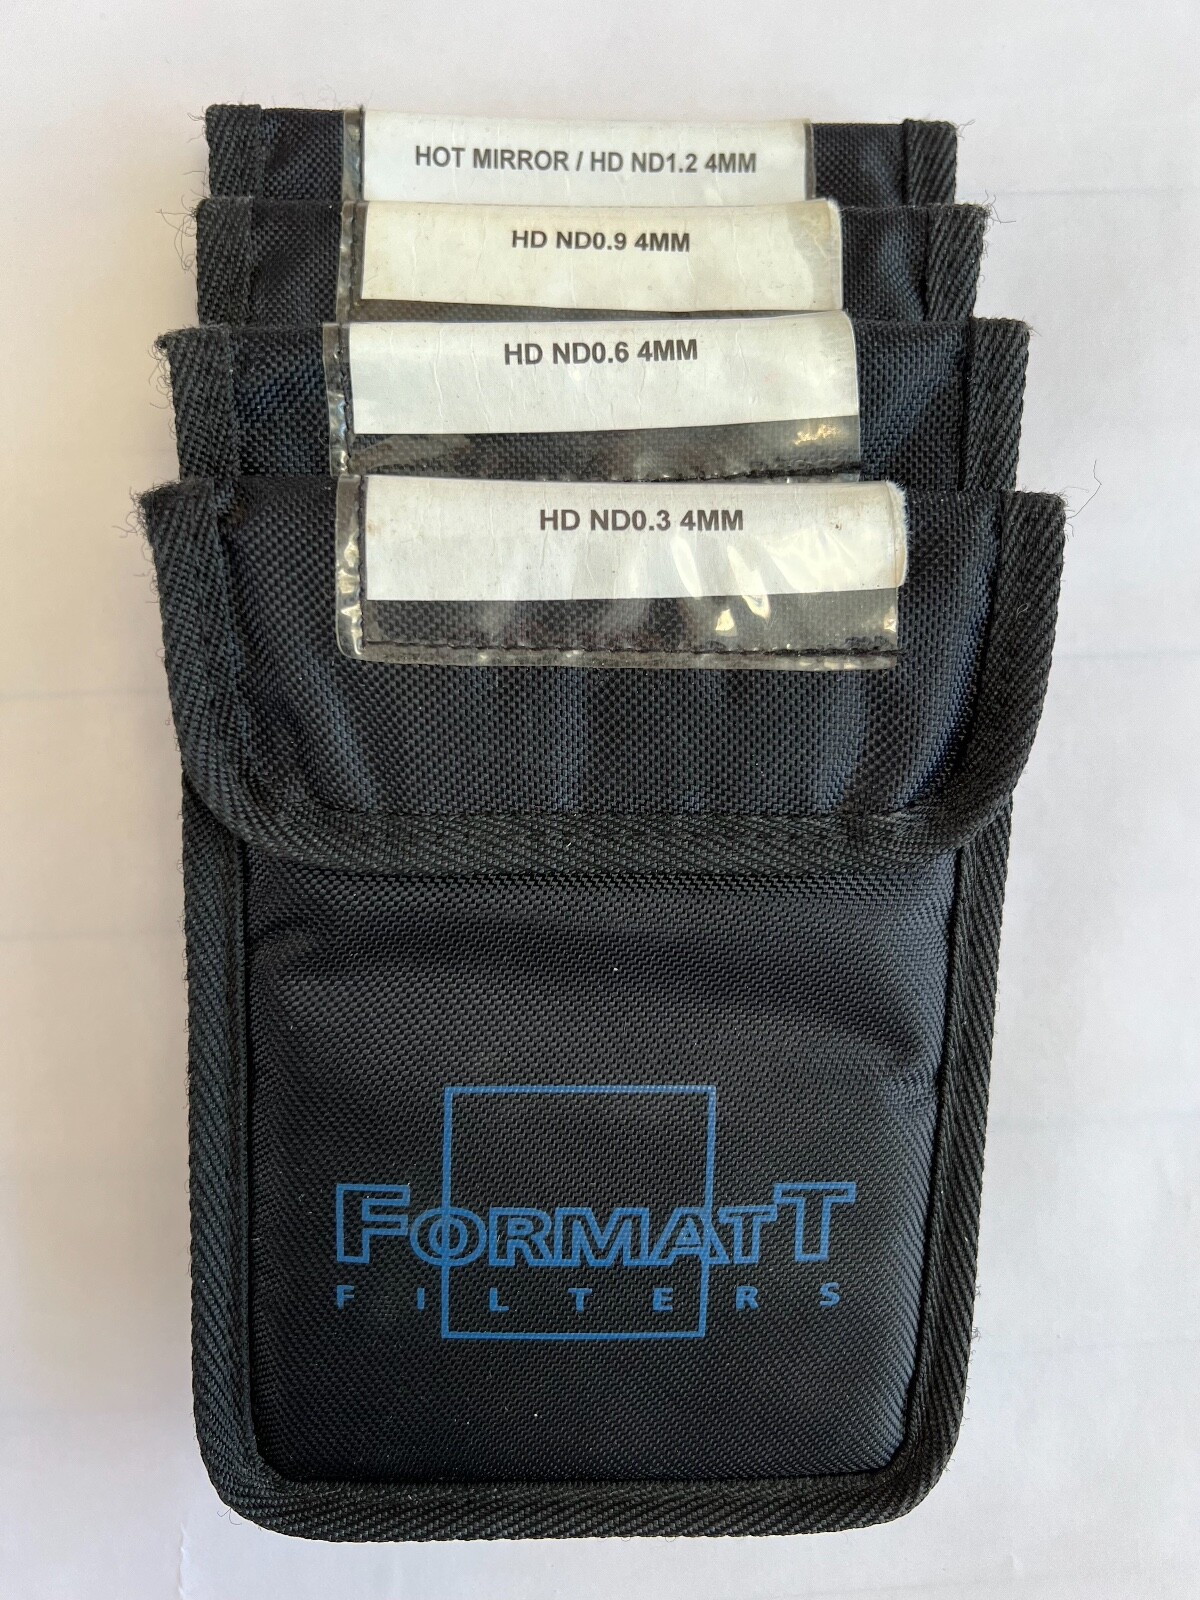 HOT MIRROR / HD ND1.2 4MM
HD ND0.9 4MM
HD ND0.6 4MM
HD ND0.3 4MM
FORMATT
FILTERS